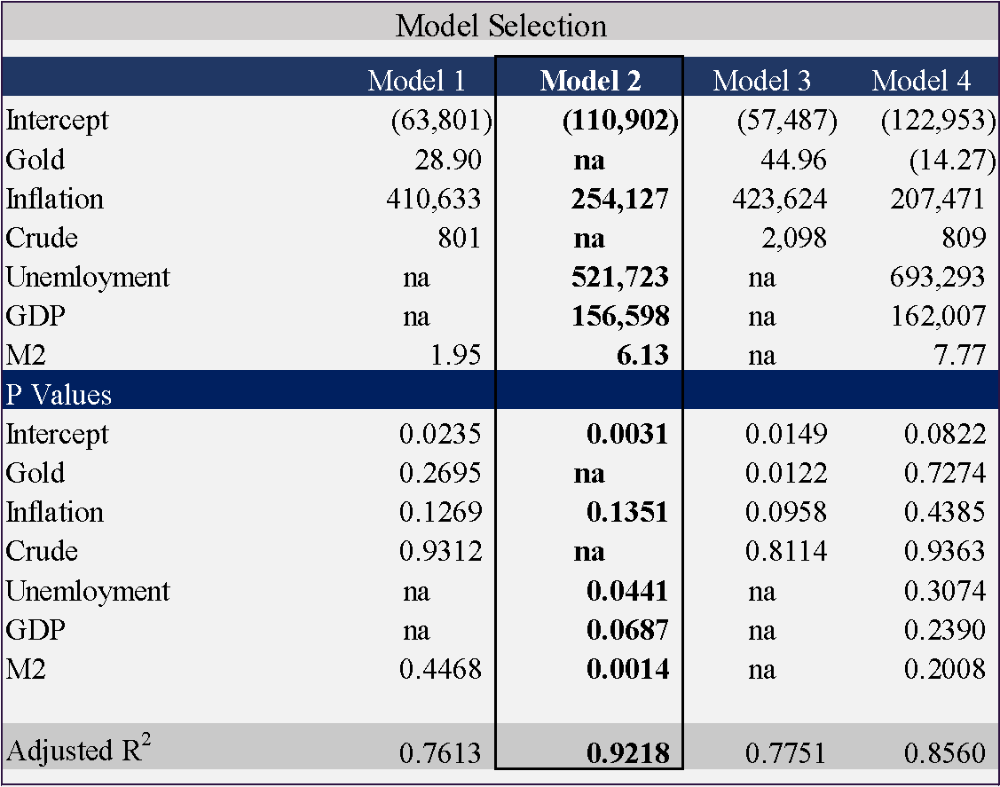 Model Selection
Model 1 Model 2 Model 3 Model 4
Intercept (63,801) (110,902) (57,487) (122,953)
Gold 28.90 na 44.96 (14.27)
Inflation 410,633 254,127 423,624 207,471
Crude 801 na 2,098 809
Unemloyment na 521,723 na 693,293
GDP na 156,598 na 162,007
M2 1.95 6.13 na 7.77
P Values
Intercept 0.0235 0.0031 0.0149 0.0822
Gold 0.2695 na 0.0122 0.7274
Inflation 0.1269 0.1351 0.0958 0.4385
Crude 0.9312 na 0.8114 0.9363
Unemloyment na 0.0441 na 0.3074
GDP na 0.0687 na 0.2390
M2 0.4468 0.0014 na 0.2008
Adjusted R² 0.7613 0.9218 0.7751 0.8560